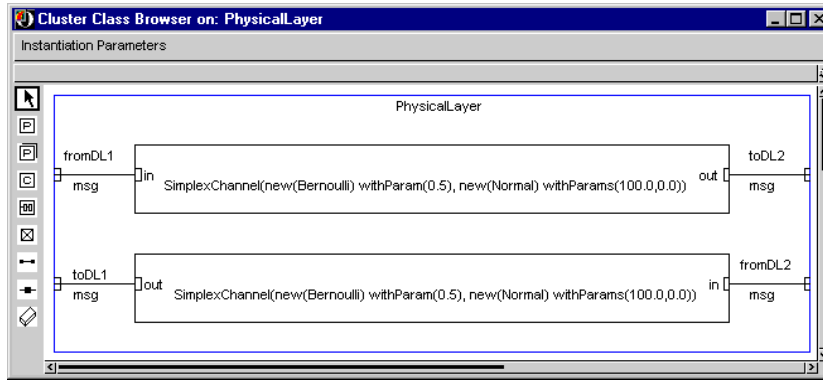 Cluster Class Browser on: PhysicalLayer
Instantiation Parameters
PhysicalLayer
fromDL1
toDL2
in
out
SimplexChannel(new(Bernoulli) withParam(0.5), new(Normal) withParams(100.0,0.0))
msg
msg
toDL1
fromDL2
out
in
SimplexChannel(new(Bernoulli) withParam(0.5), new(Normal) withParams(100.0,0.0))
msg
msg
P
P
C